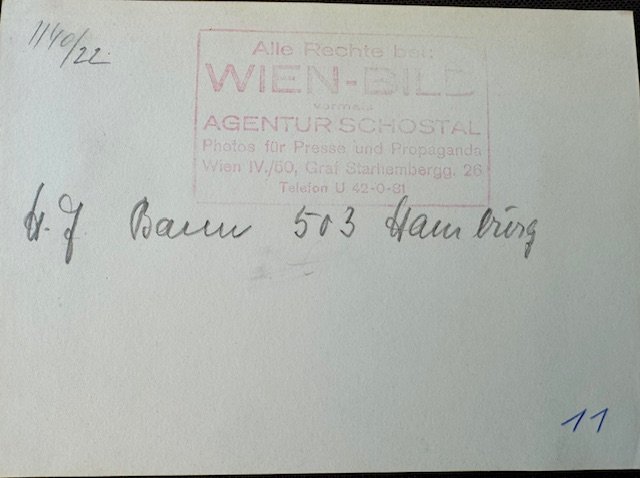 1140/22
Alle Rechte bei:
WIEN-BILD
vormals
AGENTUR SCHOSTAL
Photos für Presse und Propaganda
Wien IV./50, Graf Starhembergg. 26
Telefon U 42-0-81
H. J. Bann 503 Hamburg
11